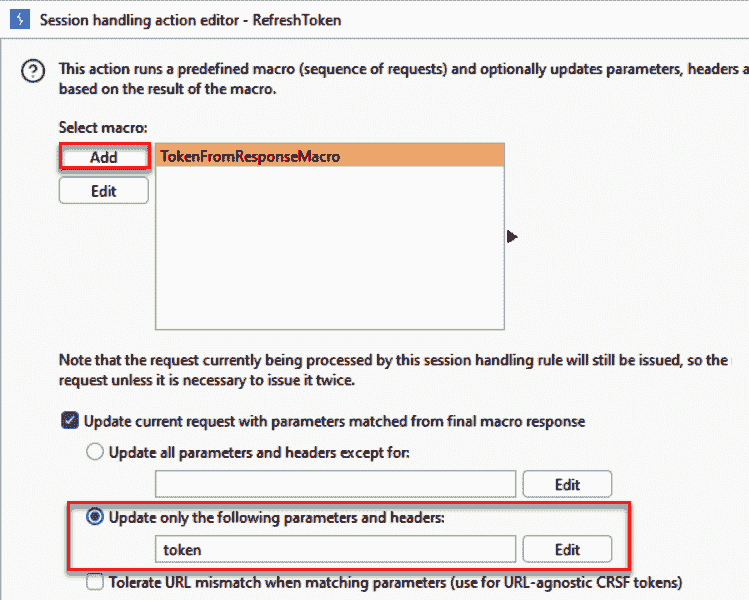 Session handling action editor - RefreshToken
This action runs a predefined macro (sequence of requests) and optionally updates parameters, headers a
based on the result of the macro.
Select macro:
Add
TokenFromResponseMacro
Edit
Note that the request currently being processed by this session handling rule will still be issued, so the
request unless it is necessary to issue it twice.
Update current request with parameters matched from final macro response
Update all parameters and headers except for:
Edit
Update only the following parameters and headers:
token
Edit
Tolerate URL mismatch when matching parameters (use for URL-agnostic CRSF tokens)